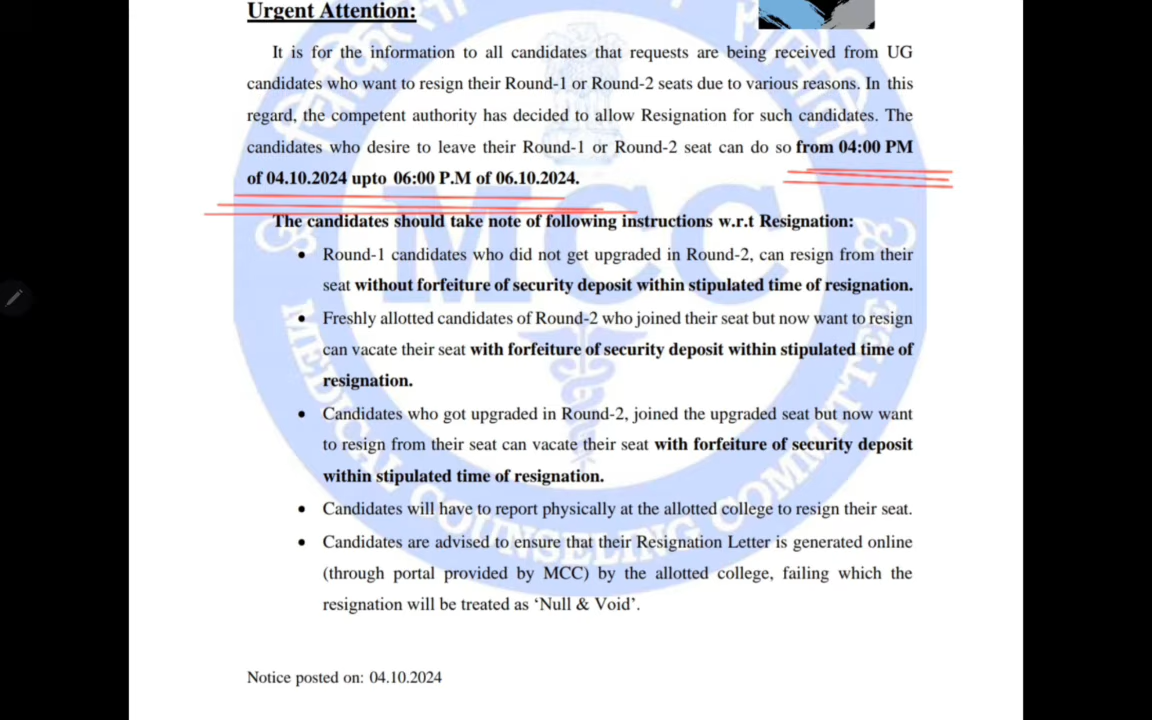 Urgent Attention:
It is for the information to all candidates that requests are being received from UG
candidates who want to resign their Round-1 or Round-2 seats due to various reasons. In this
regard, the competent authority has decided to allow Resignation for such candidates. The
candidates who desire to leave their Round-1 or Round-2 seat can do so from 04:00 PM
of 04.10.2024 upto 06:00 P.M of 06.10.2024.
The candidates should take note of following instructions w.r.t Resignation:
• Round-1 candidates who did not get upgraded in Round-2, can resign from their
seat without forfeiture of security deposit within stipulated time of resignation.
• Freshly allotted candidates of Round-2 who joined their seat but now want to resign
can vacate their seat with forfeiture of security deposit within stipulated time of
resignation.
• Candidates who got upgraded in Round-2, joined the upgraded seat but now want
to resign from their seat can vacate their seat with forfeiture of security deposit
within stipulated time of resignation.
• Candidates will have to report physically at the allotted college to resign their seat.
• Candidates are advised to ensure that their Resignation Letter is generated online
(through portal provided by MCC) by the allotted college, failing which the
resignation will be treated as ‘Null & Void’.
Notice posted on: 04.10.2024
MCC
MEDICAL COUNSELING COMMITTEE